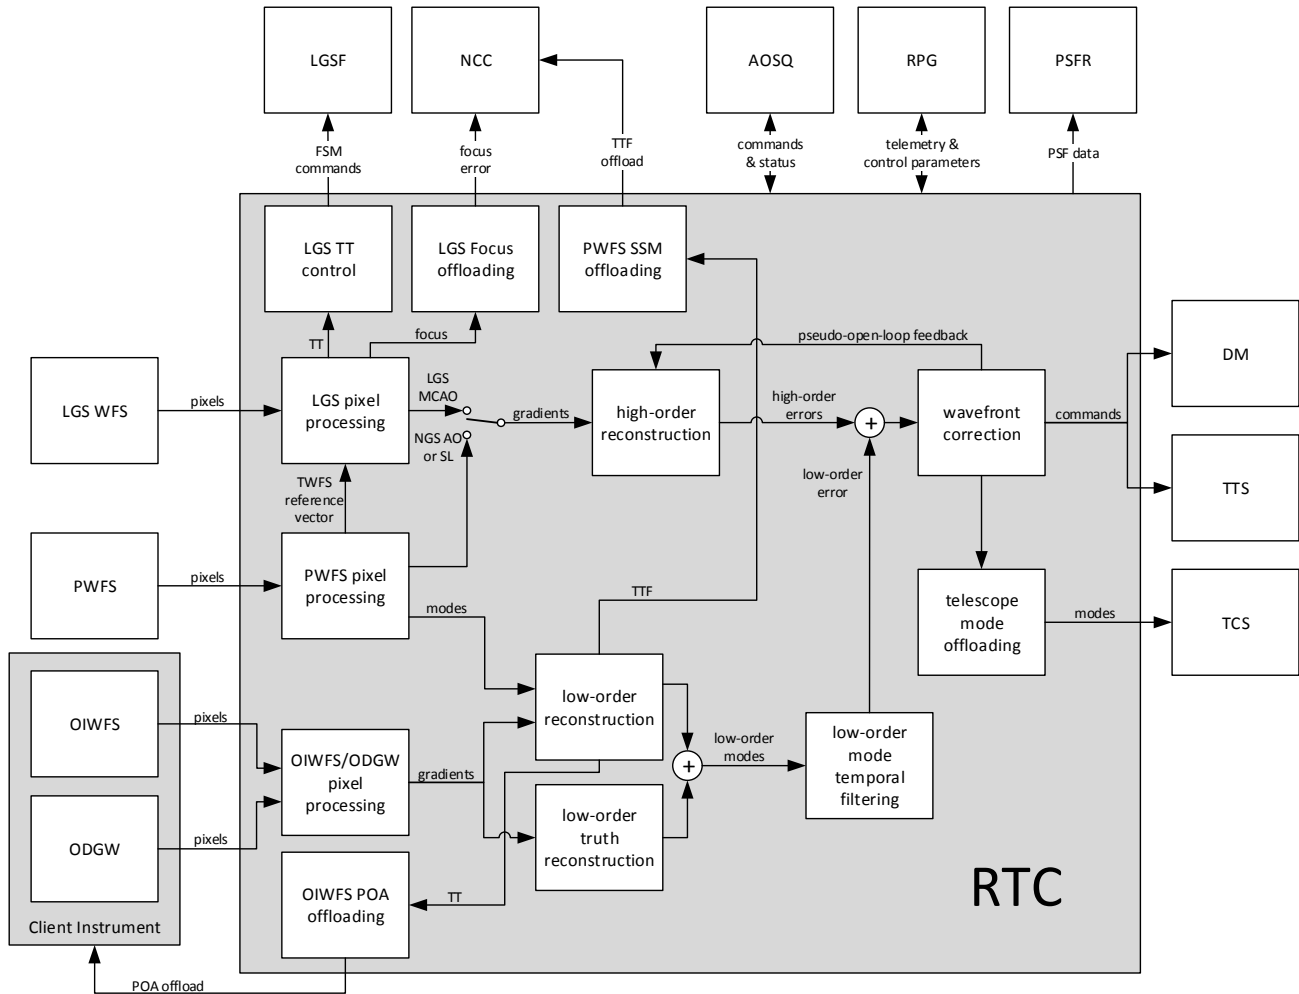 LGSF
NCC
AOSQ
RPG
PSFR
FSM
commands
focus
error
TTF
offload
commands
& status
telemetry &
control parameters
PSF data
LGS TT
control
LGS Focus
offloading
PWFS SSM
offloading
TT
focus
pseudo-open-loop feedback
LGS WFS
pixels
LGS pixel
processing
LGS
MCAO
NGS AO
or SL
gradients
high-order
reconstruction
high-order
errors
+
wavefront
correction
commands
DM
TTS
low-order
error
TWFS
reference
vector
PWFS
pixels
PWFS pixel
processing
modes
TTF
telescope
mode
offloading
modes
TCS
OIWFS
pixels
ODGW
pixels
Client Instrument
OIWFS/ODGW
pixel
processing
gradients
low-order
reconstruction
low-order
truth
reconstruction
+
low-order
modes
low-order
mode
temporal
filtering
OIWFS POA
offloading
TT
RTC
POA offload